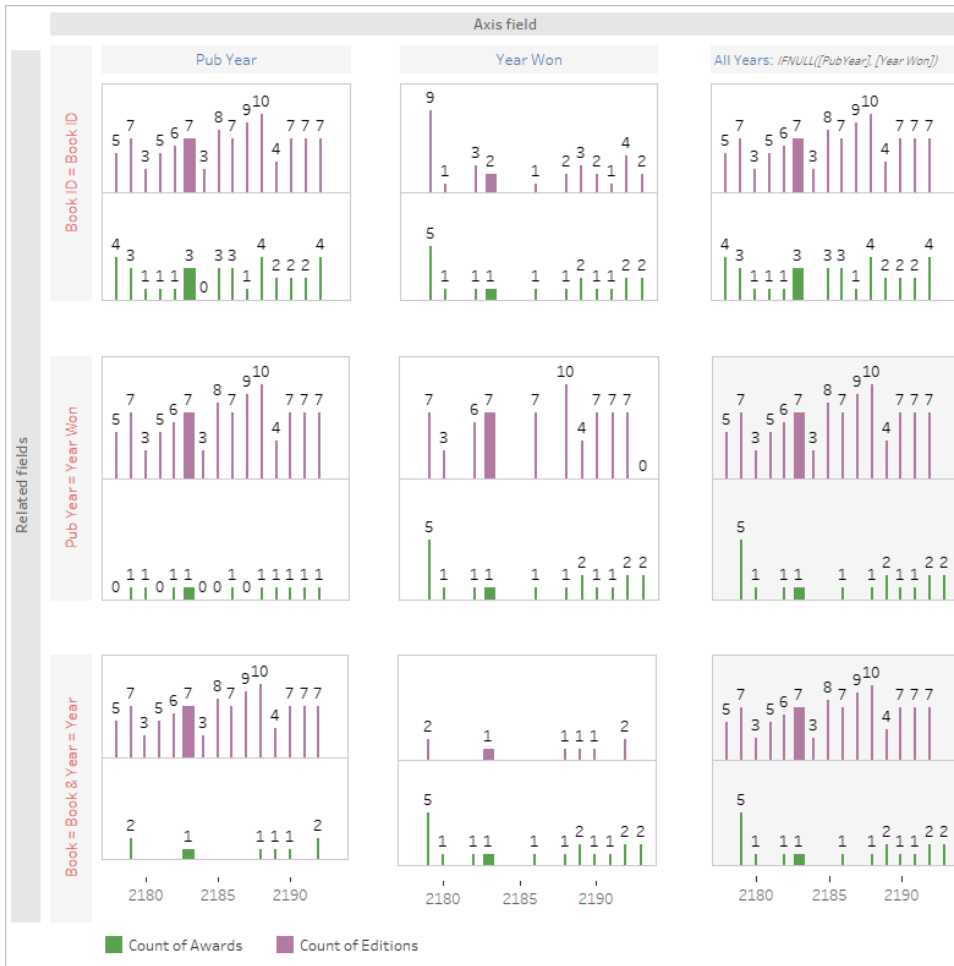 Axis field
Pub Year
Year Won
All Years: IFNULL([PubYear], [Year Won])
Related fields
Book ID = Book ID
5 7 3 5 6 7 3 8 7 9 10 4 7 7 7
4 3 1 1 1 3 0 3 3 1 4 2 2 2 4
9 1 3 2 1 2 3 2 1 4 2
5 1 1 1 1 1 2 1 1 2 2
5 7 3 5 6 7 3 8 7 9 10 4 7 7 7
4 3 1 1 1 3 3 3 1 4 2 2 2 4
Pub Year = Year Won
5 7 3 5 6 7 3 8 7 9 10 4 7 7 7
0 1 1 0 1 1 0 0 1 0 1 1 1 1 1
7 3 6 7 7 10 4 7 7 7 0
5 1 1 1 1 1 2 1 1 2 2
5 7 3 5 6 7 3 8 7 9 10 4 7 7 7
5 1 1 1 1 1 2 1 1 2 2
Book = Book & Year = Year
5 7 3 5 6 7 3 8 7 9 10 4 7 7 7
2 1 1 1 1 2
2 1 1 1 1 2
5 1 1 1 1 1 2 1 1 2 2
5 7 3 5 6 7 3 8 7 9 10 4 7 7 7
5 1 1 1 1 1 2 1 1 2 2
2180 2185 2190
2180 2185 2190
2180 2185 2190
Count of Awards
Count of Editions